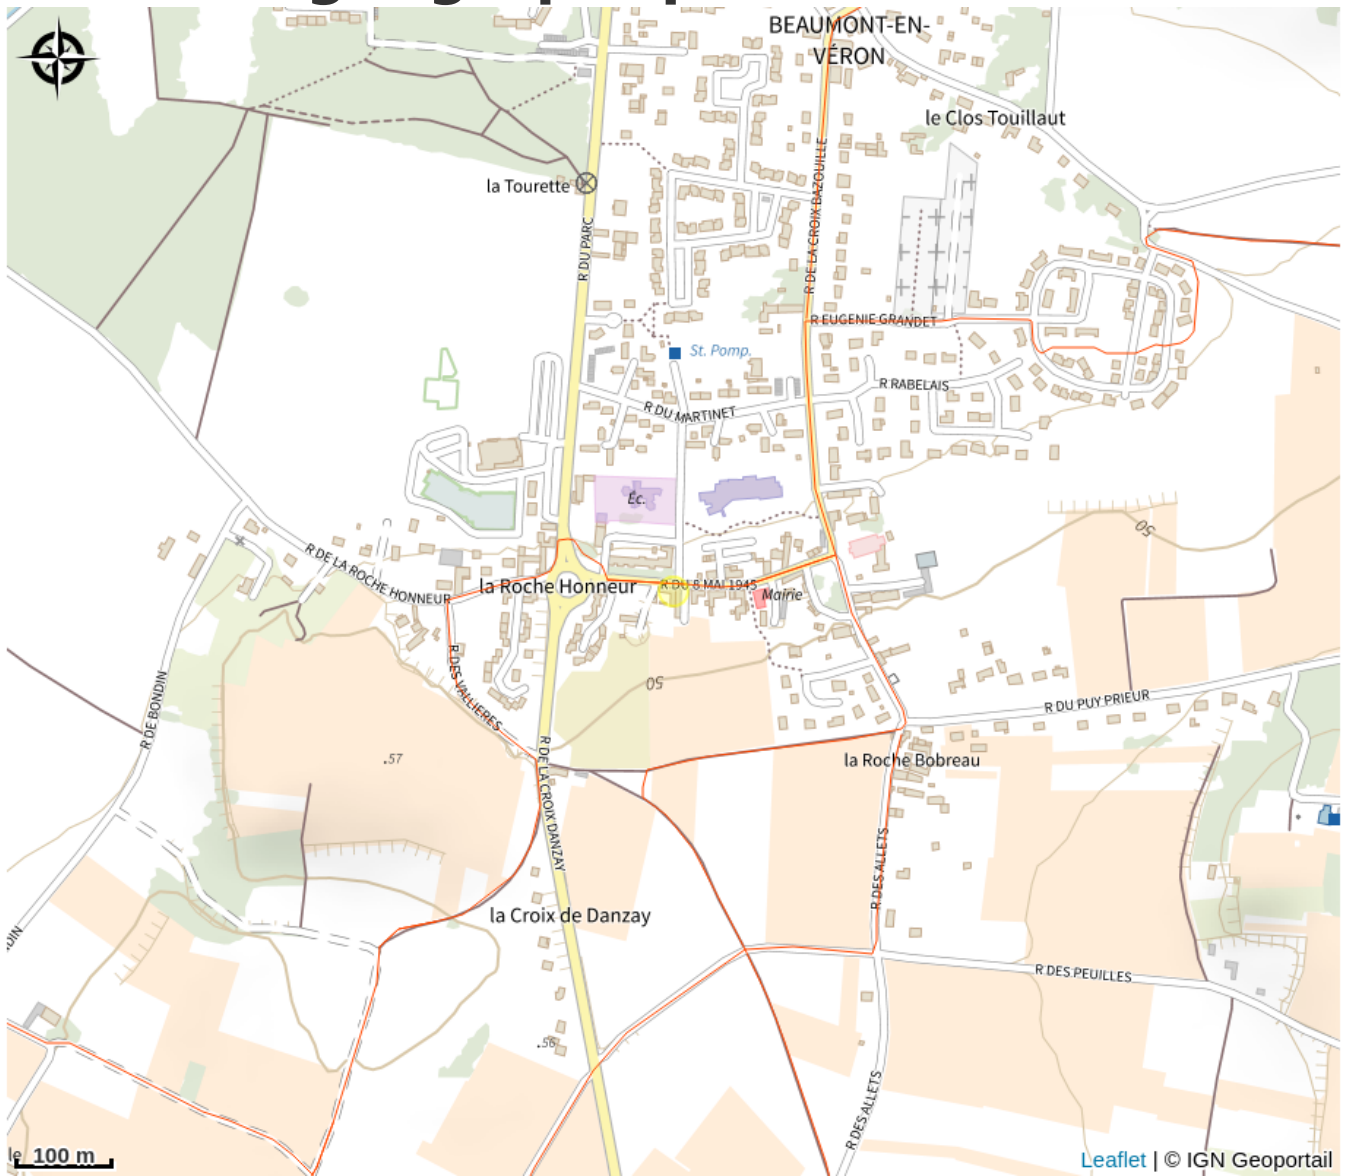 BEAUMONT-EN-
VÉRON
le Clos Touillaut
la Tourette
R DU PARC
R DE LA CROIX BAZOUILLE
R EUGENIE GRANDET
St. Pomp.
R RABELAIS
R DU MARTINET
Éc.
50
R DE LA ROCHE HONNEUR
la Roche Honneur
R DU 8 MAI 1945
Mairie
R DES VALLIERES
50
R DE BONDIN
R DU PUY PRIEUR
R DE LA CROIX DANZAY
.57
la Roche Bobreau
R DES ALLETS
la Croix de Danzay
DIN
R DES PEUILLES
.56
R DES ALLETS
le
100 m
Leaflet | © IGN Geoportail